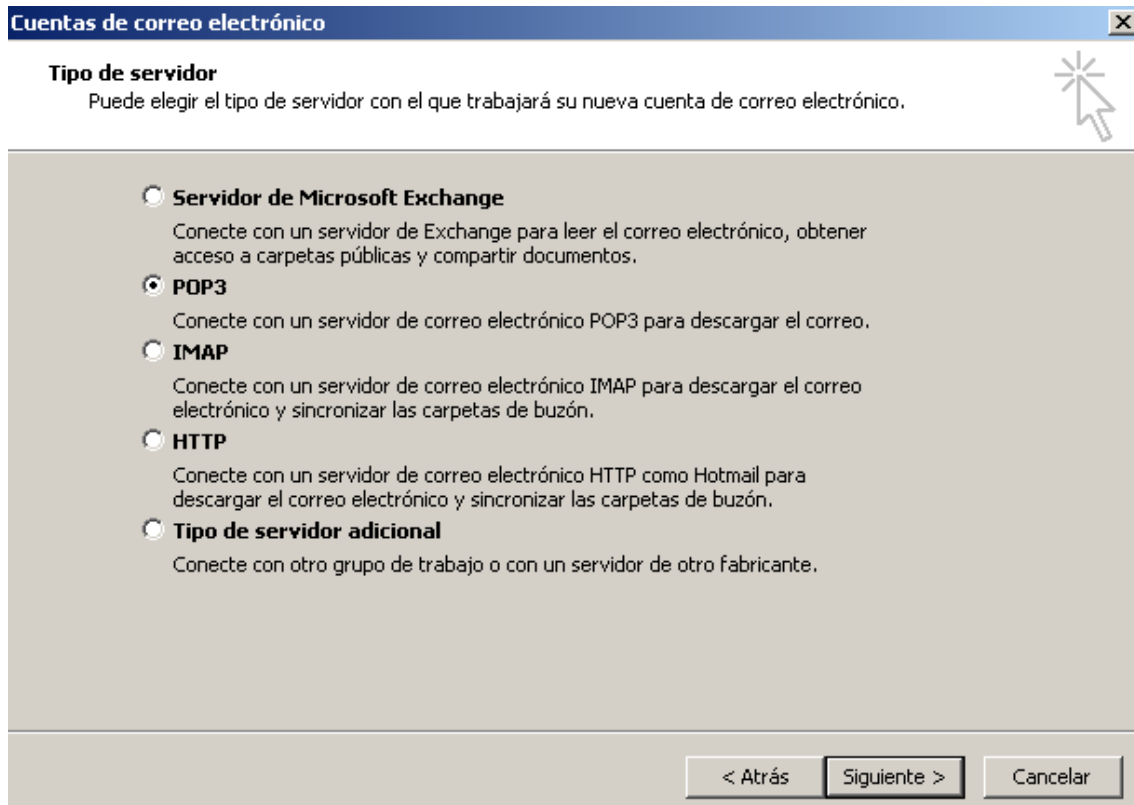 Cuentas de correo electrónico
Tipo de servidor
Puede elegir el tipo de servidor con el que trabajará su nueva cuenta de correo electrónico.
Servidor de Microsoft Exchange
Conecte con un servidor de Exchange para leer el correo electrónico, obtener
acceso a carpetas públicas y compartir documentos.
POP3
Conecte con un servidor de correo electrónico POP3 para descargar el correo.
IMAP
Conecte con un servidor de correo electrónico IMAP para descargar el correo
electrónico y sincronizar las carpetas de buzón.
HTTP
Conecte con un servidor de correo electrónico HTTP como Hotmail para
descargar el correo electrónico y sincronizar las carpetas de buzón.
Tipo de servidor adicional
Conecte con otro grupo de trabajo o con un servidor de otro fabricante.
< Atrás Siguiente > Cancelar